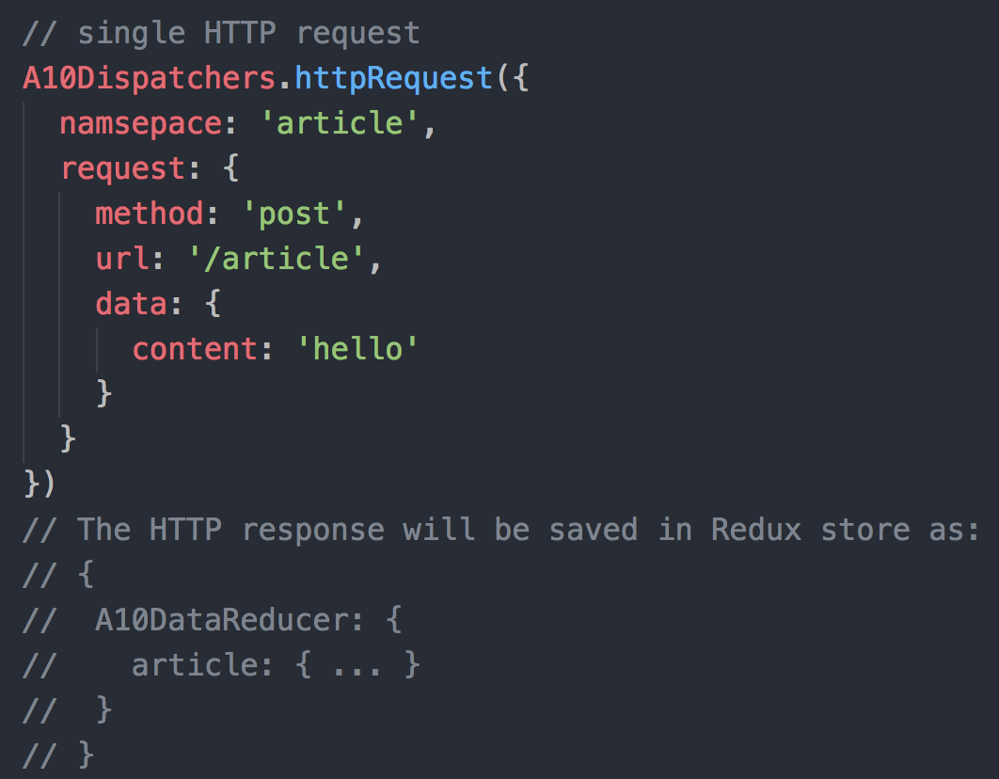 // single HTTP request
A10Dispatchers.httpRequest({
  namsepace: 'article',
  request: {
    method: 'post',
    url: '/article',
    data: {
      content: 'hello'
    }
  }
})
// The HTTP response will be saved in Redux store as:
// {
//  A10DataReducer: {
//    article: { ... }
//  }
// }